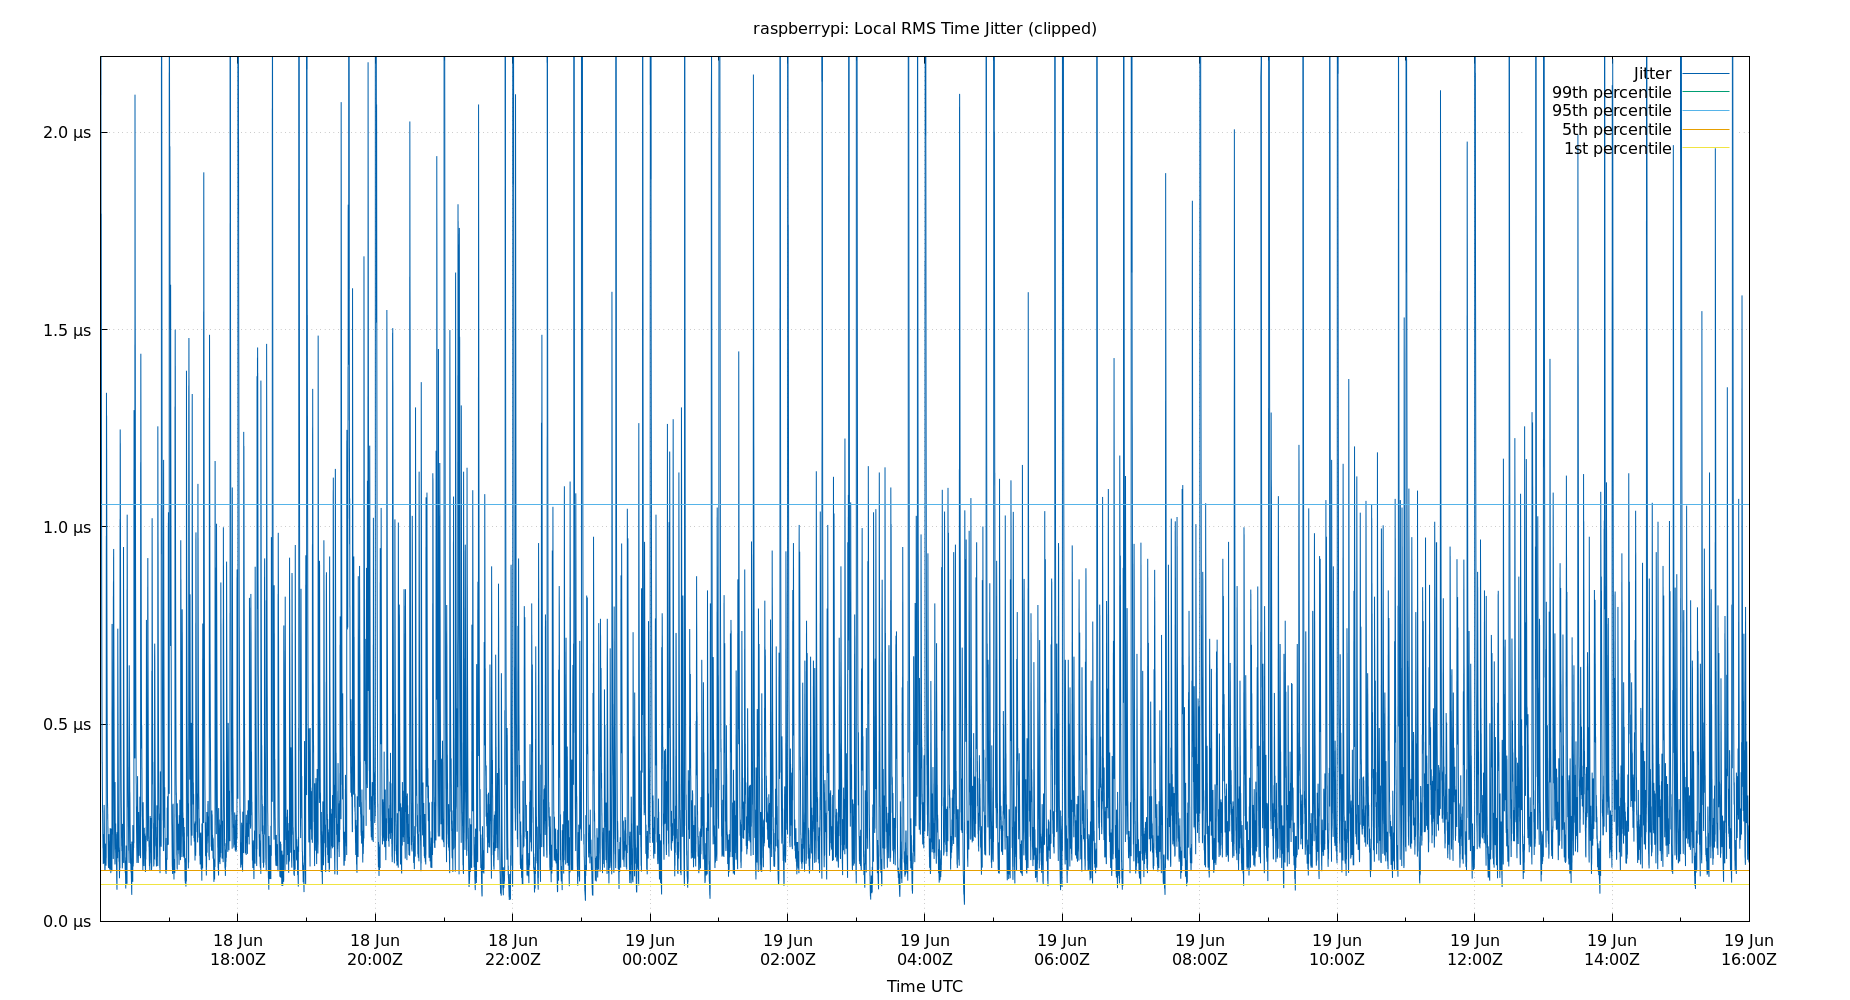 raspberrypi: Local RMS Time Jitter (clipped)
Jitter
99th percentile
95th percentile
5th percentile
1st percentile
2.0 µs
1.5 µs
1.0 µs
0.5 µs
0.0 µs
18 Jun 18 Jun 18 Jun 19 Jun 19 Jun 19 Jun 19 Jun 19 Jun 19 Jun 19 Jun 19 Jun 19 Jun
18:00Z 20:00Z 22:00Z 00:00Z 02:00Z 04:00Z 06:00Z 08:00Z 10:00Z 12:00Z 14:00Z 16:00Z
Time UTC